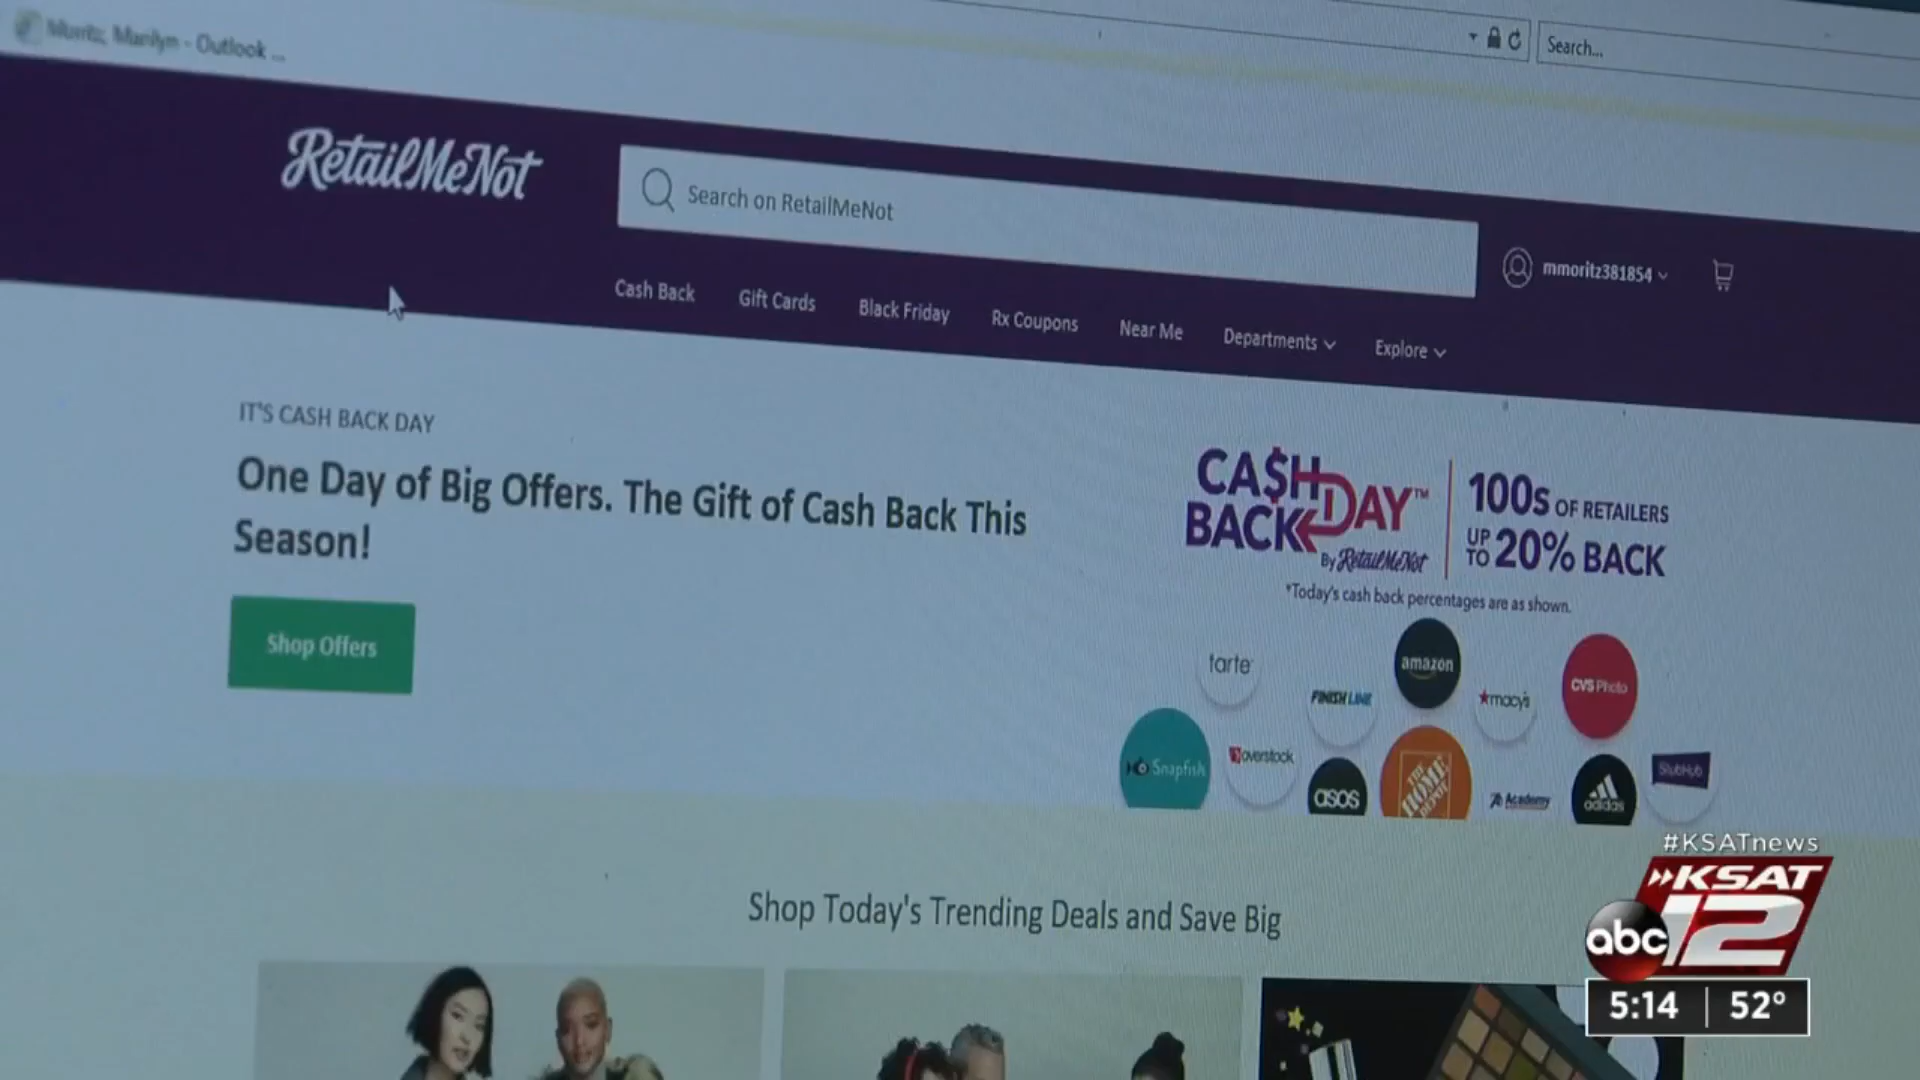 Moritz, Marilyn - Outlook ...
Search...
RetailMeNot
Search on RetailMeNot
mmoritz381854
Cash Back
Gift Cards
Black Friday
Rx Coupons
Near Me
Departments
Explore
IT'S CASH BACK DAY
One Day of Big Offers. The Gift of Cash Back This
Season!
Shop Offers
CA$H
BACK DAY™
By RetailMeNot
100s OF RETAILERS
UP TO 20% BACK
*Today's cash back percentages are as shown.
tarte
FINISH LINE
amazon
macy's
CVS Photo
Snapfish
overstock
asos
THE HOME DEPOT
Academy
adidas
StubHub
Shop Today's Trending Deals and Save Big
#KSATnews
KSAT
abc 12
5:14 52°